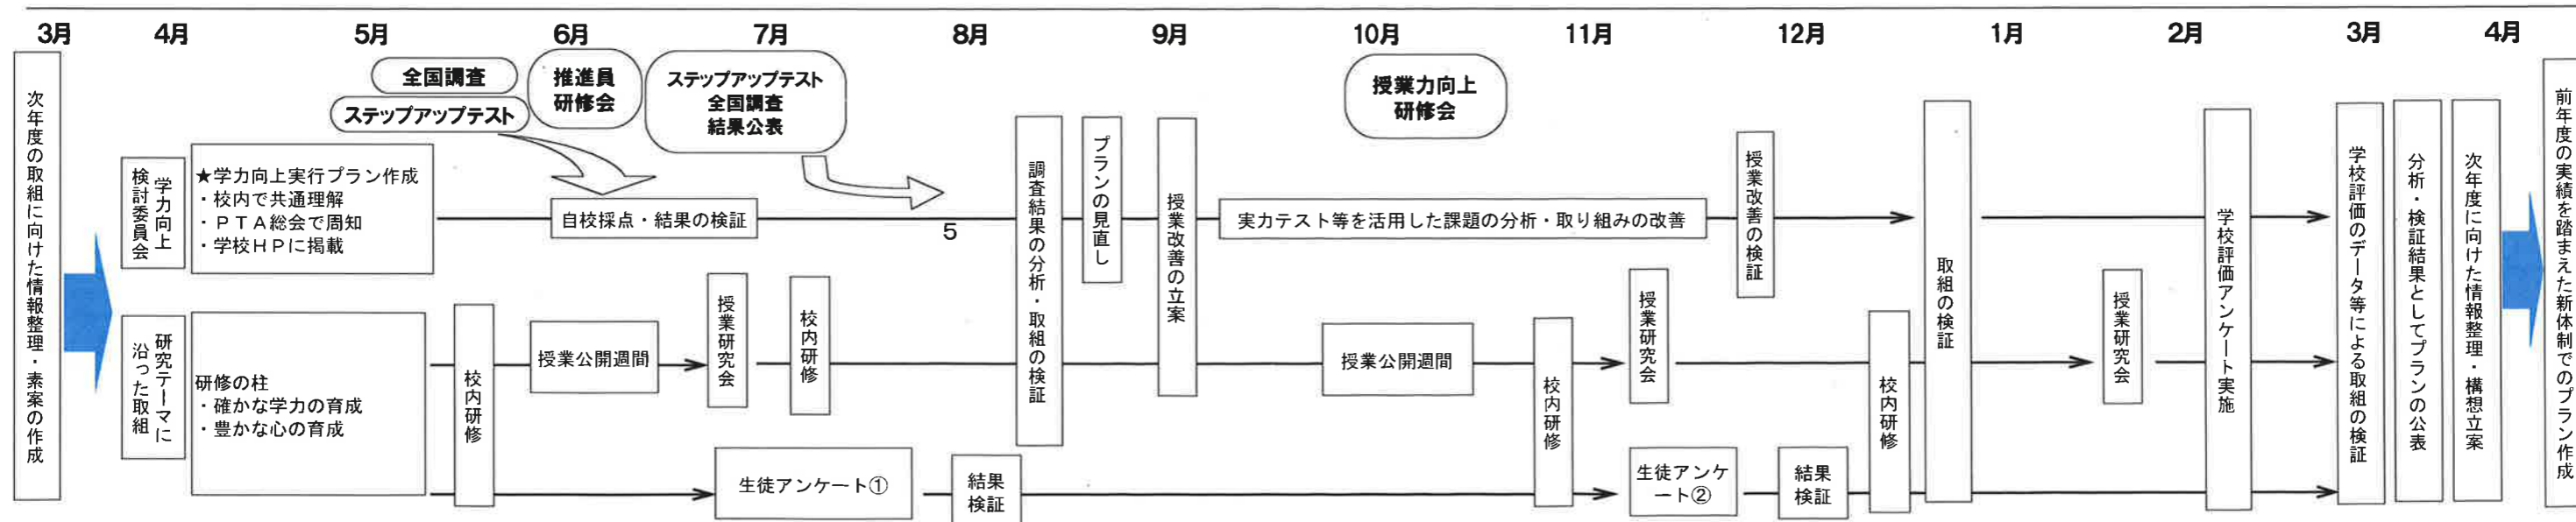 3月
4月
5月
6月
7月
8月
9月
10月
11月
12月
1月
2月
3月
4月
次年度の取組に向けた情報整理・素案の作成
全国調査
ステップアップテスト
推進員
研修会
ステップアップテスト
全国調査
結果公表
授業力向上
研修会
学力向上
検討委員会
★学力向上実行プラン作成
・校内で共通理解
・ＰＴＡ総会で周知
・学校ＨＰに掲載
自校採点・結果の検証
5
調査結果の分析・取組の検証
プランの見直し
授業改善の立案
実力テスト等を活用した課題の分析・取り組みの改善
授業改善の検証
研究テーマに
沿った取組
研修の柱
・確かな学力の育成
・豊かな心の育成
校内研修
授業公開週間
授業研究会
校内研修
授業公開週間
校内研修
授業研究会
校内研修
取組の検証
授業研究会
学校評価アンケート実施
生徒アンケート①
結果
検証
生徒アンケ
ート②
結果
検証
学校評価のデータ等による取組の検証
分析・検証結果としてプランの公表
次年度に向けた情報整理・構想立案
前年度の実績を踏まえた新体制でのプラン作成